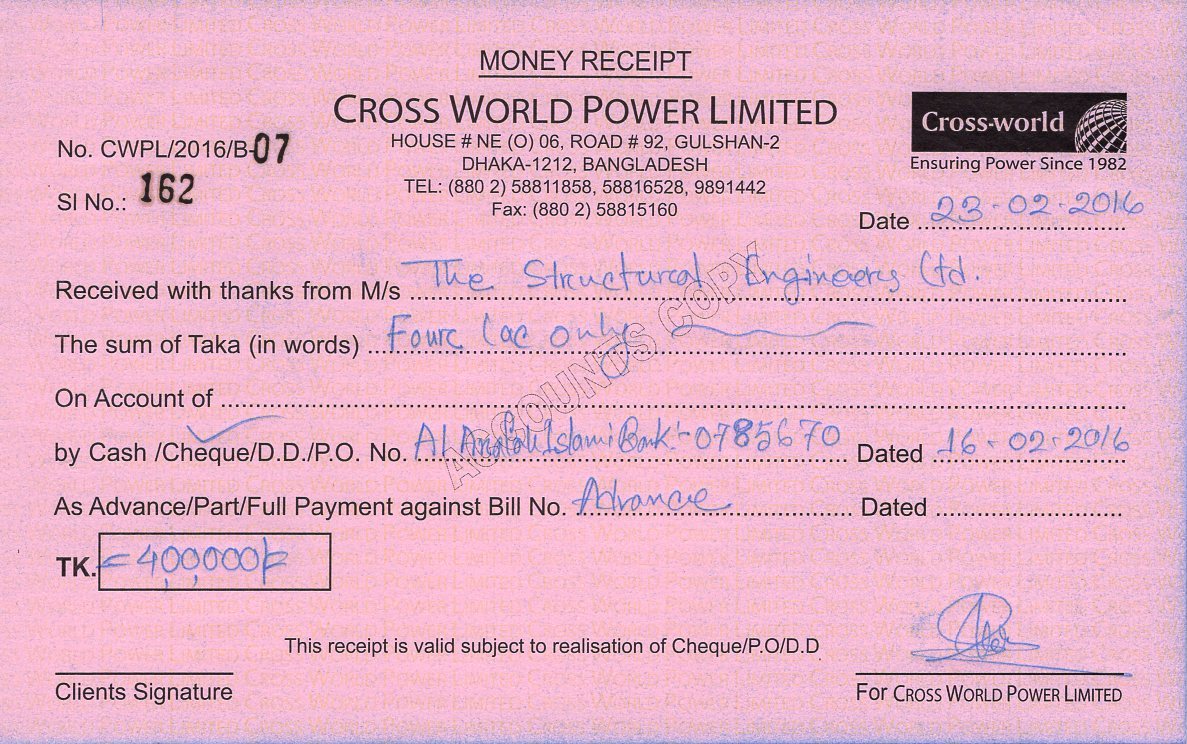 MONEY RECEIPT
CROSS WORLD POWER LIMITED
HOUSE # NE (O) 06, ROAD # 92, GULSHAN-2
DHAKA-1212, BANGLADESH
TEL: (880 2) 58811858, 58816528, 9891442
Fax: (880 2) 58815160
Cross-world
Ensuring Power Since 1982
No. CWPL/2016/B-07
Sl No.: 162
Date 23-02-2016
Received with thanks from M/s The Structural Engineers Ltd.
The sum of Taka (in words) Four lac only
On Account of
by Cash /Cheque/D.D./P.O. No. Al Arafah Islami Bank:-0785670 Dated 16-02-2016
As Advance/Part/Full Payment against Bill No. Advance Dated
TK. =4,00,000/=
ACCOUNTS COPY
This receipt is valid subject to realisation of Cheque/P.O/D.D
Clients Signature
For CROSS WORLD POWER LIMITED